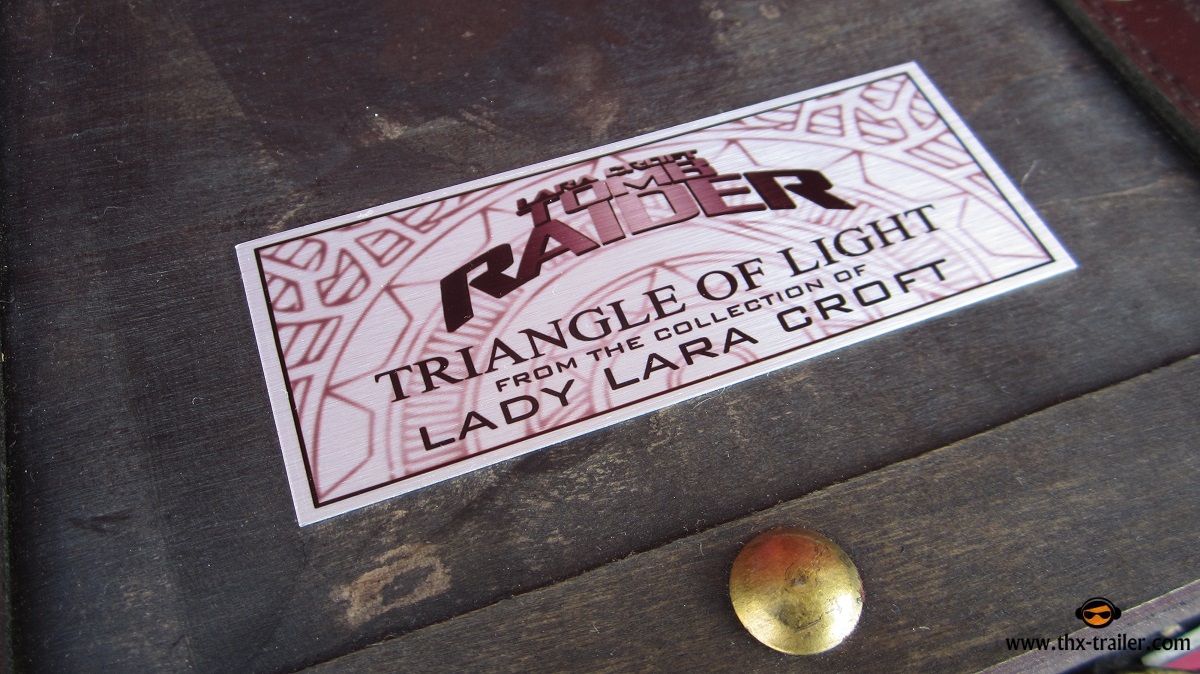 LARA CROFT
TOMB
RAIDER
TRIANGLE OF LIGHT
FROM THE COLLECTION OF
LADY LARA CROFT
www.thx-trailer.com